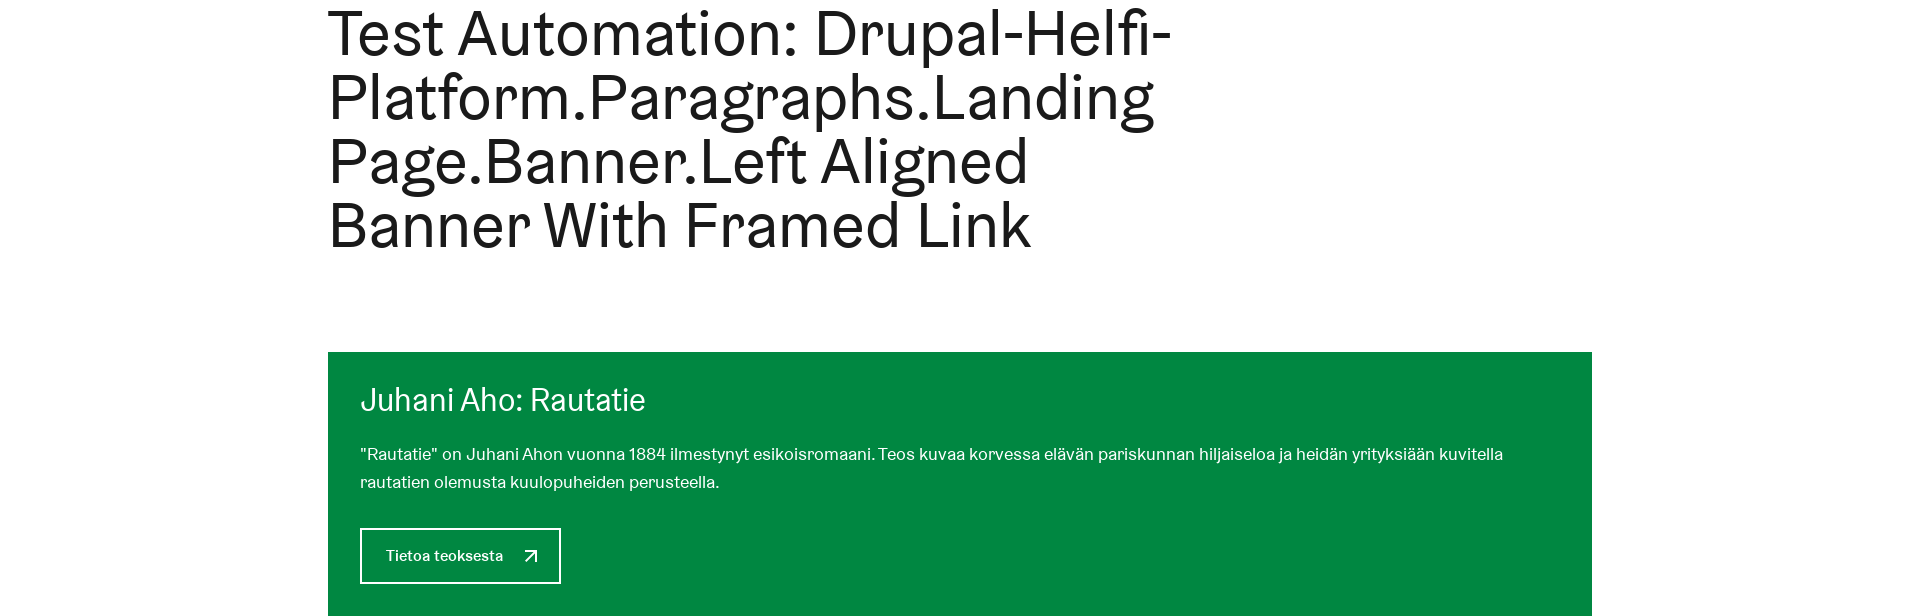 Test Automation: Drupal-Helfi-
Platform.Paragraphs.Landing
Page.Banner.Left Aligned
Banner With Framed Link
Juhani Aho: Rautatie
"Rautatie" on Juhani Ahon vuonna 1884 ilmestynyt esikoisromaani. Teos kuvaa korvessa elävän pariskunnan hiljaiseloa ja heidän yrityksiään kuvitella
rautatien olemusta kuulopuheiden perusteella.
Tietoa teoksesta